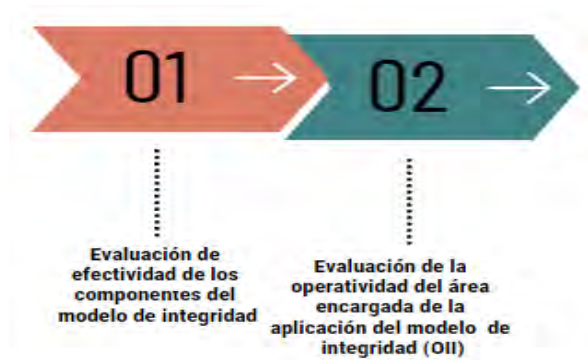 01
02
Evaluación de
efectividad de los
componentes del
modelo de integridad
Evaluación de la
operatividad del área
encargada de la
aplicación del modelo de
integridad (OII)